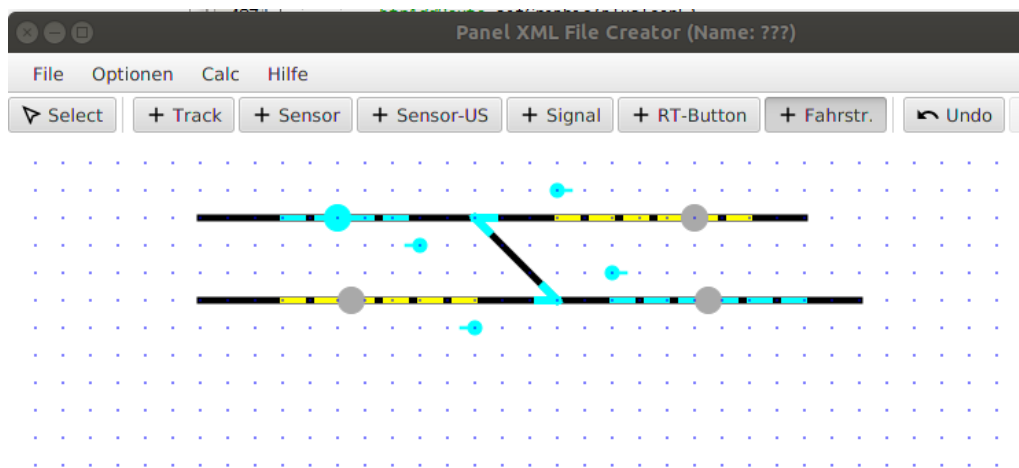 Panel XML File Creator (Name: ???)
File Optionen Calc Hilfe
Select + Track + Sensor + Sensor-US + Signal + RT-Button + Fahrstr. Undo